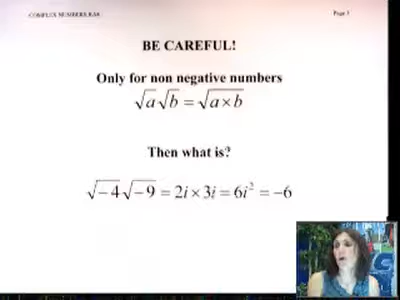 COMPLEX NUMBERS RAS Page 3
BE CAREFUL!
Only for non negative numbers
√a√b = √a × b
Then what is?
√−4√−9 = 2i × 3i = 6i² = −6